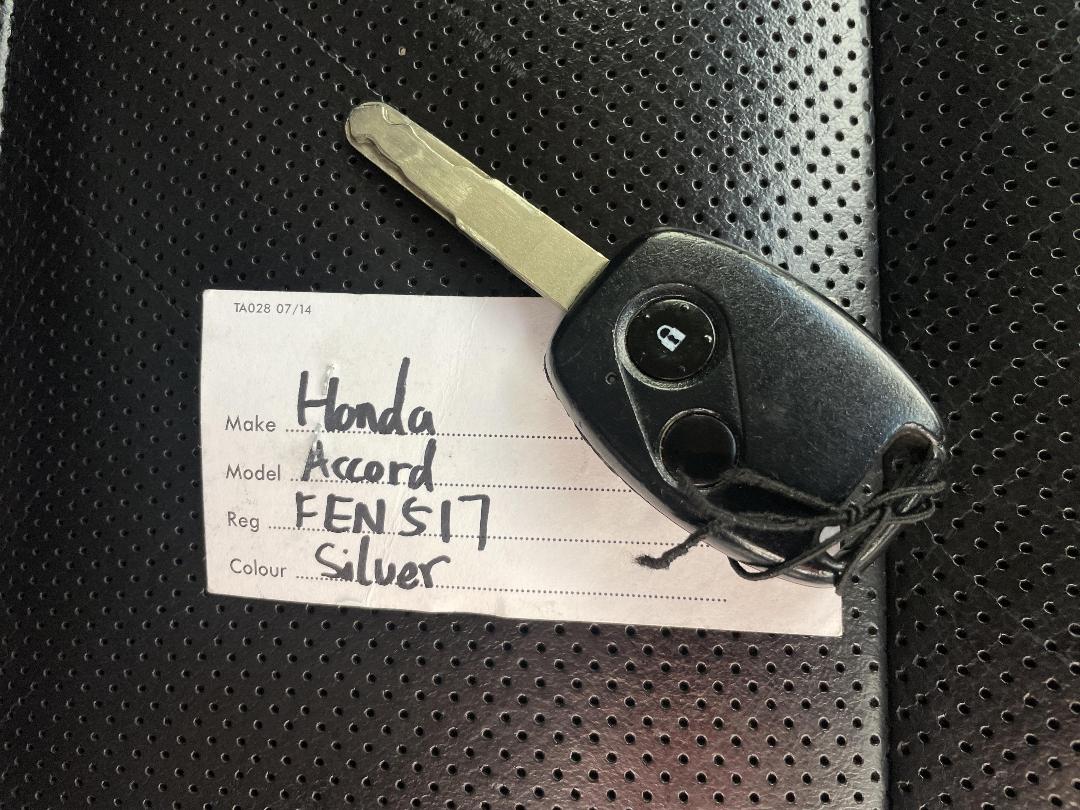 TA028 07/14
Make Honda
Model Accord
Reg FEN517
Colour Silver